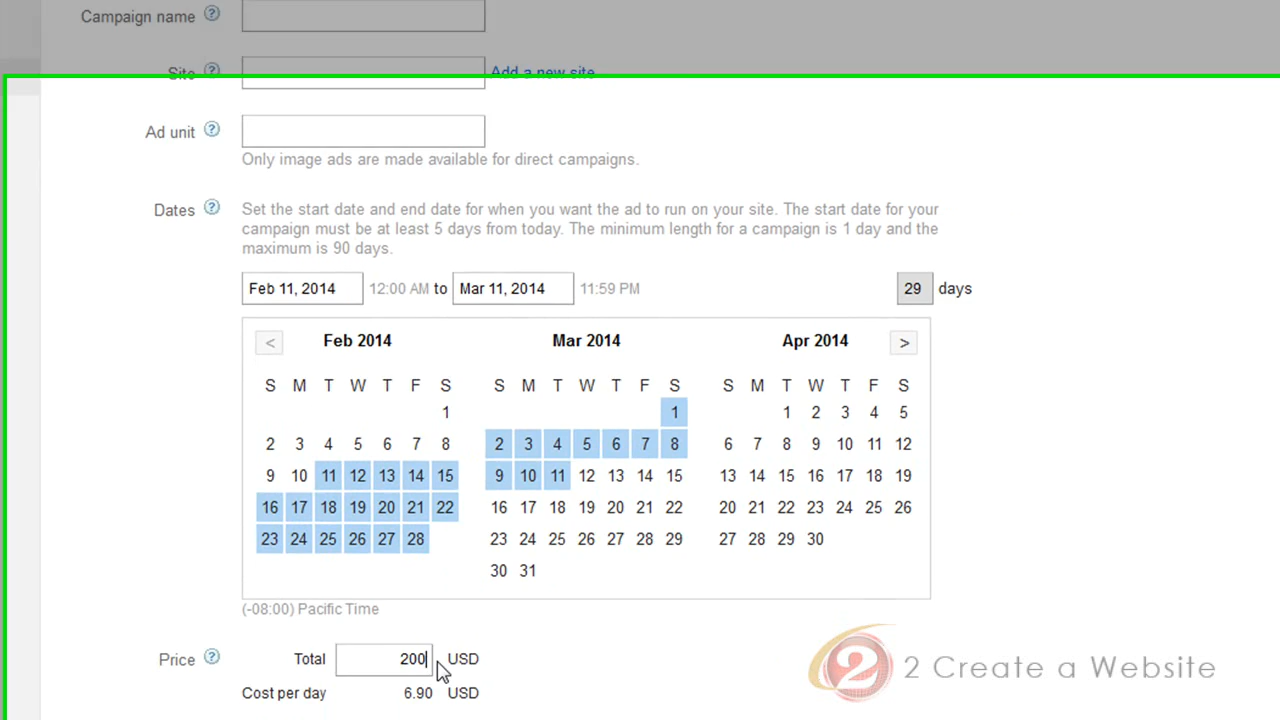 Campaign name ?
Site ? Add a new site
Ad unit ?
Only image ads are made available for direct campaigns.
Dates ? Set the start date and end date for when you want the ad to run on your site. The start date for your
campaign must be at least 5 days from today. The minimum length for a campaign is 1 day and the
maximum is 90 days.
Feb 11, 2014 12:00 AM to Mar 11, 2014 11:59 PM 29 days
< Feb 2014 Mar 2014 Apr 2014 >
S M T W T F S S M T W T F S S M T W T F S
1 1 1 2 3 4 5
2 3 4 5 6 7 8 2 3 4 5 6 7 8 6 7 8 9 10 11 12
9 10 11 12 13 14 15 9 10 11 12 13 14 15 13 14 15 16 17 18 19
16 17 18 19 20 21 22 16 17 18 19 20 21 22 20 21 22 23 24 25 26
23 24 25 26 27 28 23 24 25 26 27 28 29 27 28 29 30
30 31
(-08:00) Pacific Time
Price ? Total 200 USD
Cost per day 6.90 USD
2 2 Create a Website